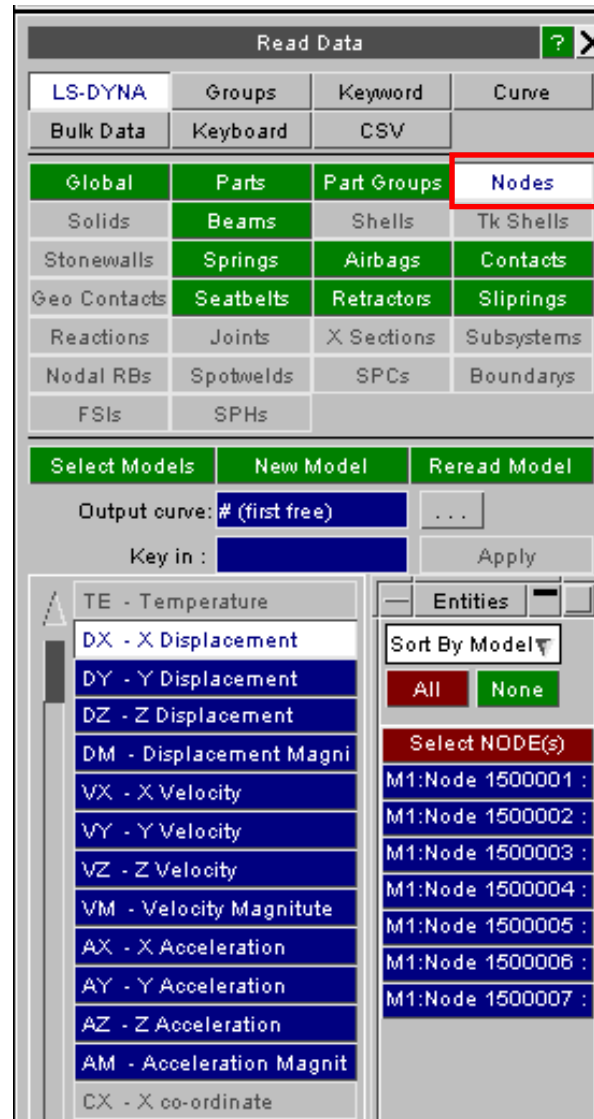 Read Data ? X
LS-DYNA Groups Keyword Curve
Bulk Data Keyboard CSV
Global Parts Part Groups Nodes
Solids Beams Shells Tk Shells
Stonewalls Springs Airbags Contacts
Geo Contacts Seatbelts Retractors Sliprings
Reactions Joints X Sections Subsystems
Nodal RBs Spotwelds SPCs Boundarys
FSIs SPHs
Select Models New Model Reread Model
Output curve: # (first free) ...
Key in : Apply
TE - Temperature
DX - X Displacement
DY - Y Displacement
DZ - Z Displacement
DM - Displacement Magni
VX - X Velocity
VY - Y Velocity
VZ - Z Velocity
VM - Velocity Magnitute
AX - X Acceleration
AY - Y Acceleration
AZ - Z Acceleration
AM - Acceleration Magnit
CX - X co-ordinate
Entities
Sort By Model
All None
Select NODE(s)
M1:Node 1500001 :
M1:Node 1500002 :
M1:Node 1500003 :
M1:Node 1500004 :
M1:Node 1500005 :
M1:Node 1500006 :
M1:Node 1500007 :